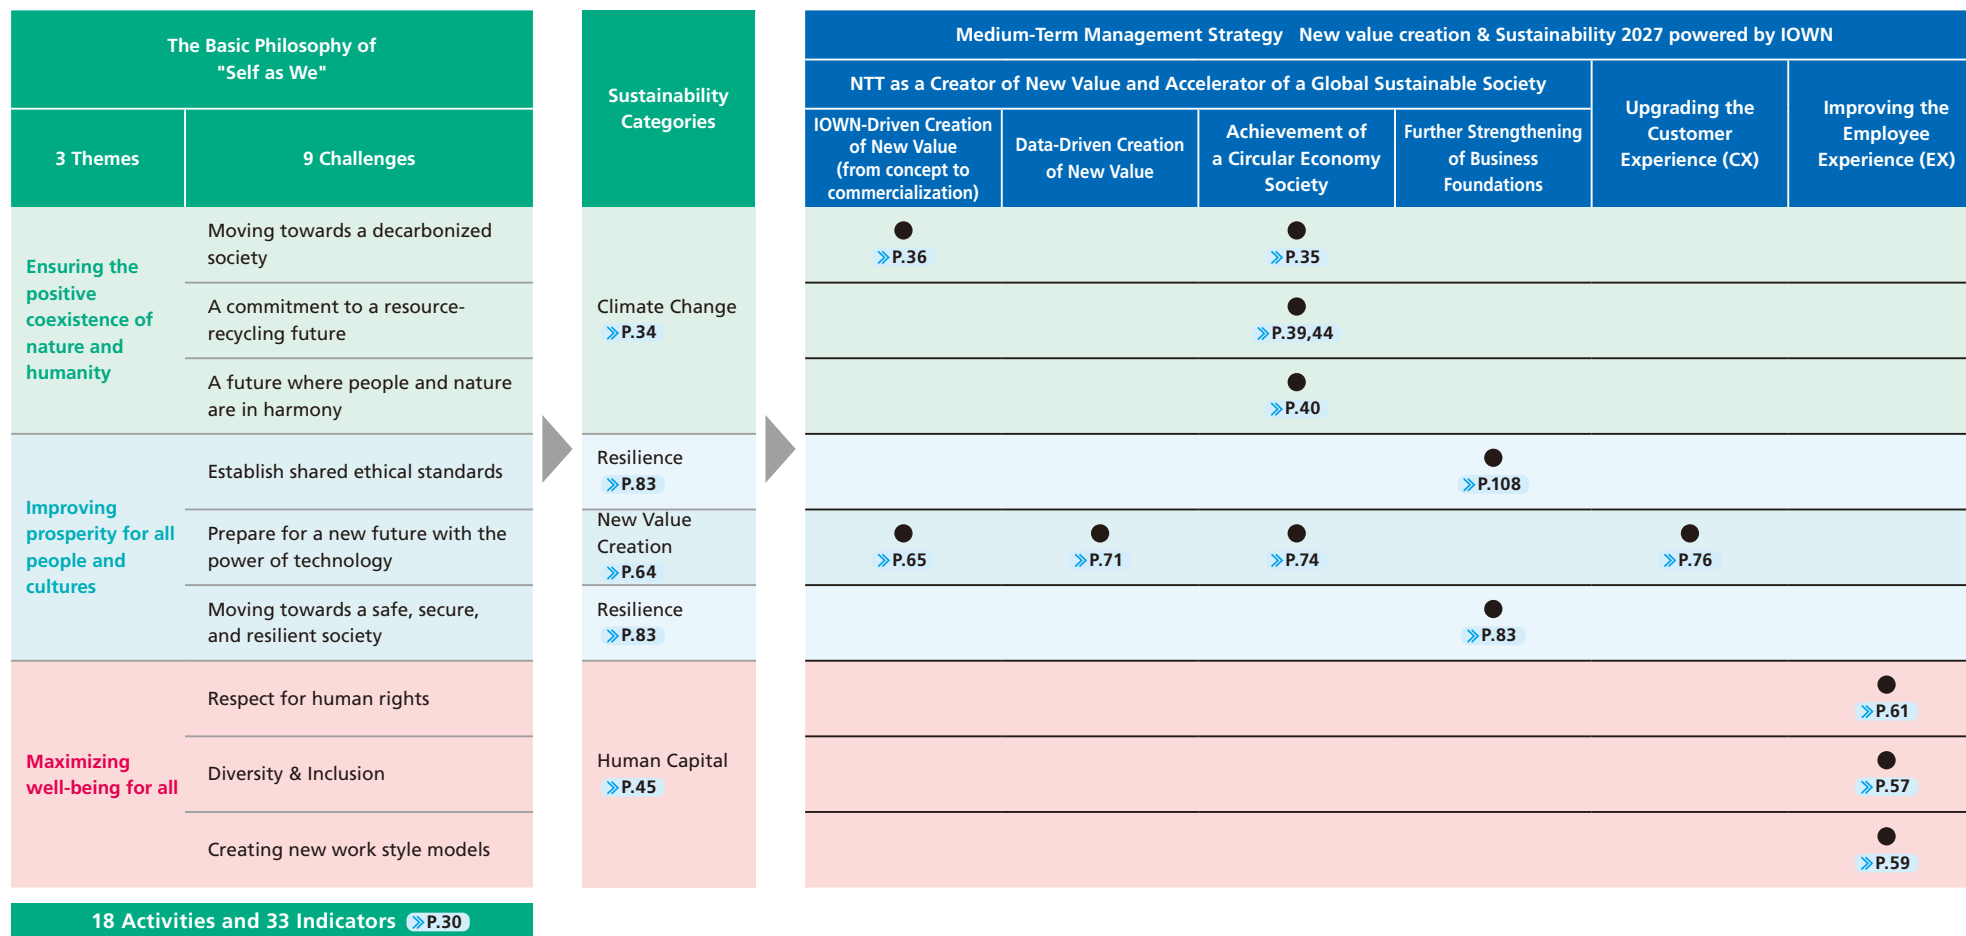 The Basic Philosophy of
"Self as We"
3 Themes
9 Challenges
Sustainability
Categories
Medium-Term Management Strategy New value creation & Sustainability 2027 powered by IOWN
NTT as a Creator of New Value and Accelerator of a Global Sustainable Society
IOWN-Driven Creation
of New Value
(from concept to
commercialization)
Data-Driven Creation
of New Value
Achievement of
a Circular Economy
Society
Further Strengthening
of Business
Foundations
Upgrading the
Customer
Experience (CX)
Improving the
Employee
Experience (EX)
Ensuring the
positive
coexistence of
nature and
humanity
Moving towards a decarbonized
society
Climate Change
≫P.34
≫P.36
≫P.35
A commitment to a resource-
recycling future
≫P.39,44
A future where people and nature
are in harmony
≫P.40
Improving
prosperity for all
people and
cultures
Establish shared ethical standards
Resilience
≫P.83
≫P.108
Prepare for a new future with the
power of technology
New Value
Creation
≫P.64
≫P.65
≫P.71
≫P.74
≫P.76
Moving towards a safe, secure,
and resilient society
Resilience
≫P.83
≫P.83
Maximizing
well-being for all
Respect for human rights
Human Capital
≫P.45
≫P.61
Diversity & Inclusion
≫P.57
Creating new work style models
≫P.59
18 Activities and 33 Indicators ≫P.30